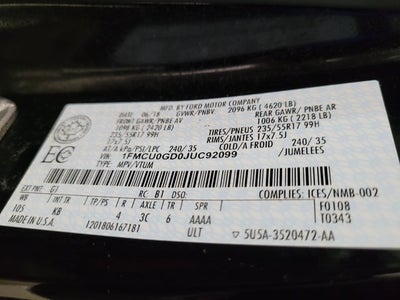 MFD. BY FORD MOTOR COMPANY
DATE: 06/18 GVWR/PNBV 2096 KG ( 4620 LB)
FRONT GAWR/ PNBE AV REAR GAWR/ PNBE AR
1098 KG ( 2420 LB) 1006 KG ( 2218 LB)
235/55R17 99H TIRES/PNEUS 235/55R17 99H
17x7.5J RIMS/JANTES 17x7.5J
AT/À kPa/PSI/LPC 240/ 35 COLD/A FROID 240/ 35
VIN: 1FMCU0GD0JUC92099 /JUMELEES
TYPE: MPV/VTUM
EXT PNT: G1 RC: B1 DSO: COMPLIES: ICES/NMB-002
WB INT TR TP/PS R AXLE TR SPR F0108
105 KB 4 3C 6 AAAA T0343
MADE IN U.S.A. 1201806167181 ULT 5U5A-3520472-AA